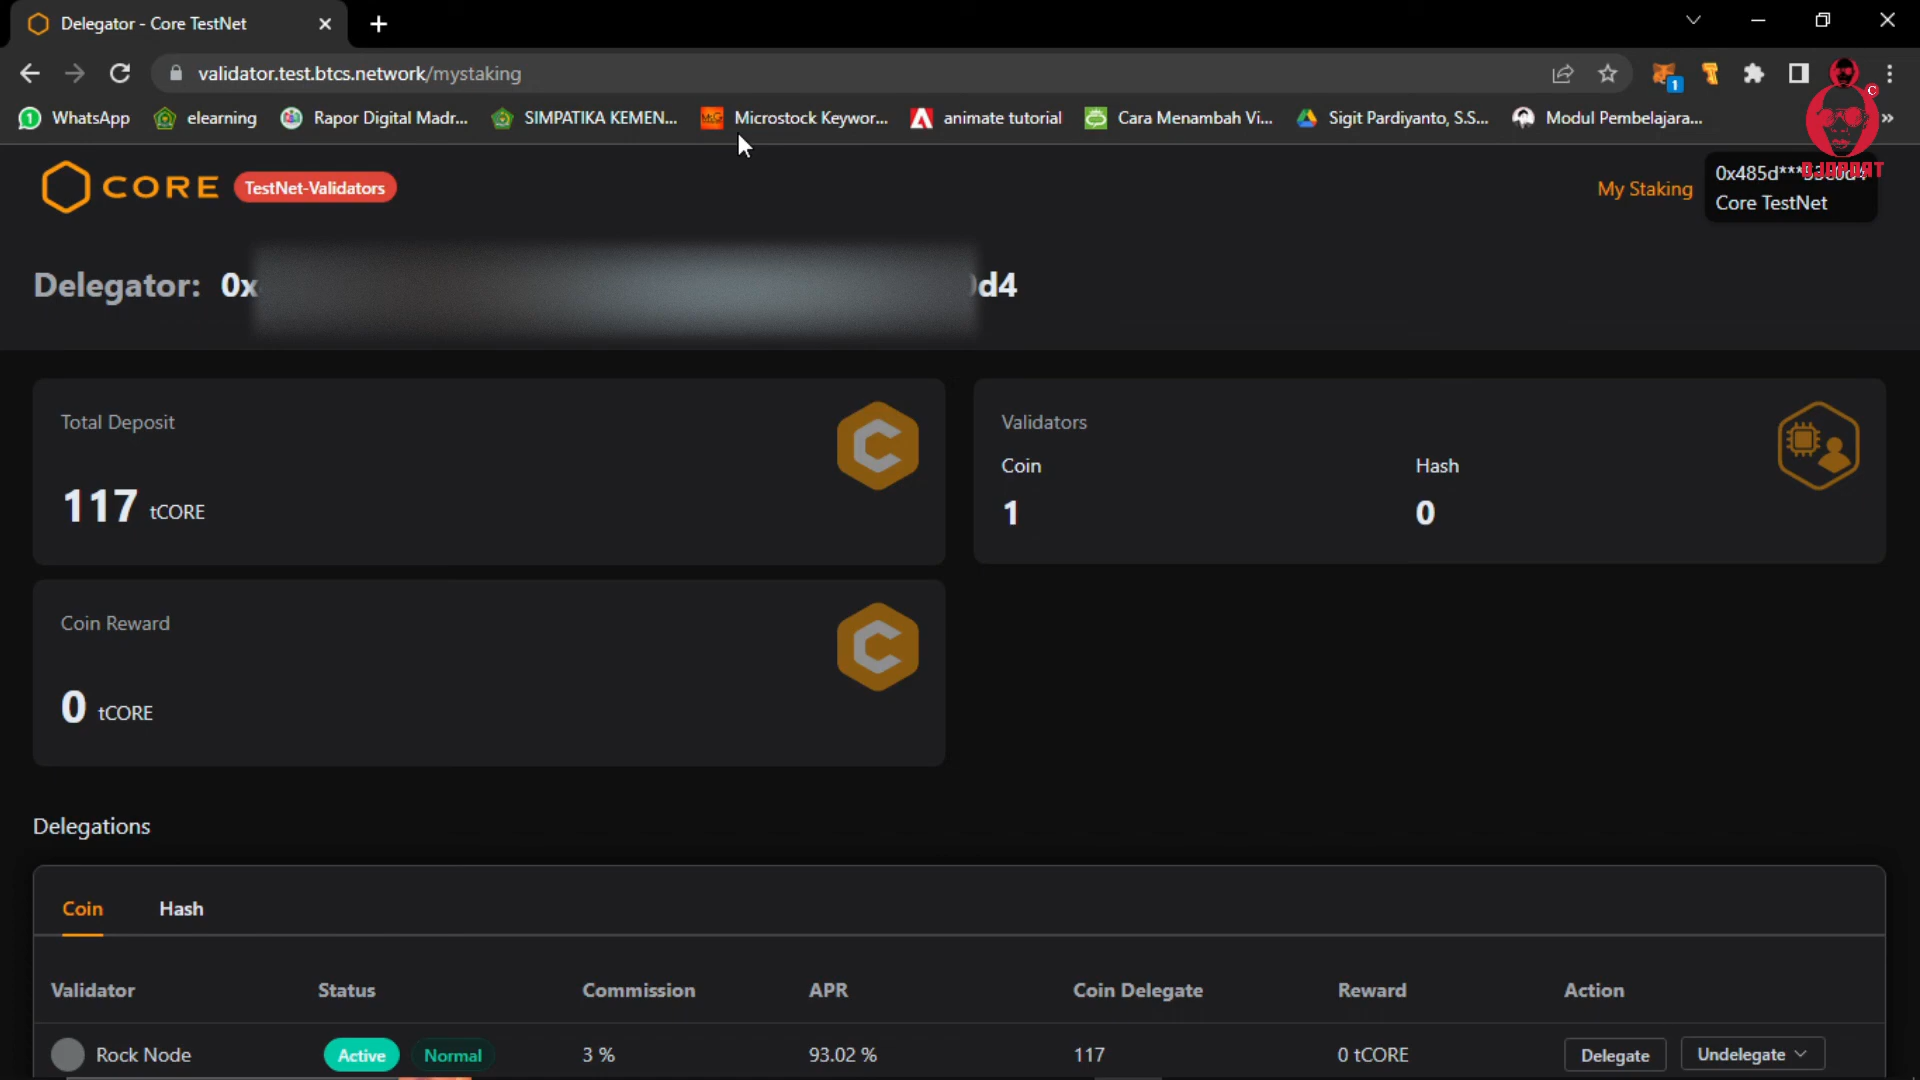 Delegator - Core TestNet
validator.test.btcs.network/mystaking
1
WhatsApp elearning Rapor Digital Madr... SIMPATIKA KEMEN... Microstock Keywor... animate tutorial Cara Menambah Vi... Sigit Pardiyanto, S.S... Modul Pembelajara... »
CORE TestNet-Validators
My Staking
0x485d***
Core TestNet
Delegator: 0x d4
Total Deposit
117 tCORE
Validators
Coin Hash
1 0
Coin Reward
0 tCORE
Delegations
Coin Hash
Validator Status Commission APR Coin Delegate Reward Action
Rock Node Active Normal 3 % 93.02 % 117 0 tCORE Delegate Undelegate